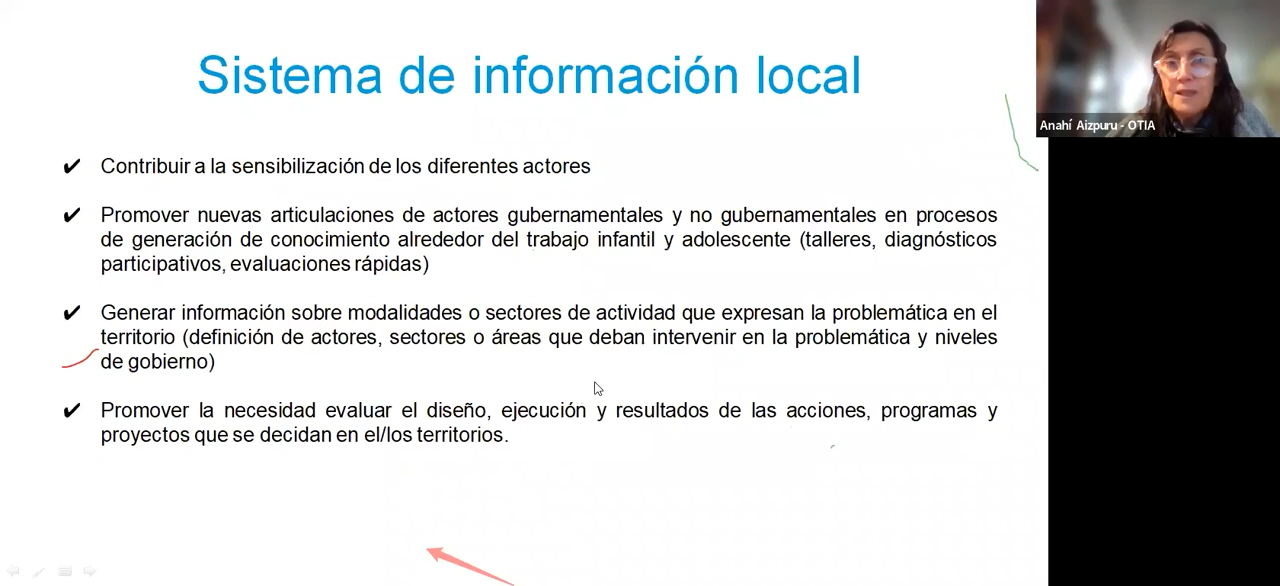 Sistema de información local
Anahí Aizpuru - OTIA
✔ Contribuir a la sensibilización de los diferentes actores
✔ Promover nuevas articulaciones de actores gubernamentales y no gubernamentales en procesos
de generación de conocimiento alrededor del trabajo infantil y adolescente (talleres, diagnósticos
participativos, evaluaciones rápidas)
✔ Generar información sobre modalidades o sectores de actividad que expresan la problemática en el
territorio (definición de actores, sectores o áreas que deban intervenir en la problemática y niveles
de gobierno)
✔ Promover la necesidad evaluar el diseño, ejecución y resultados de las acciones, programas y
proyectos que se decidan en el/los territorios.